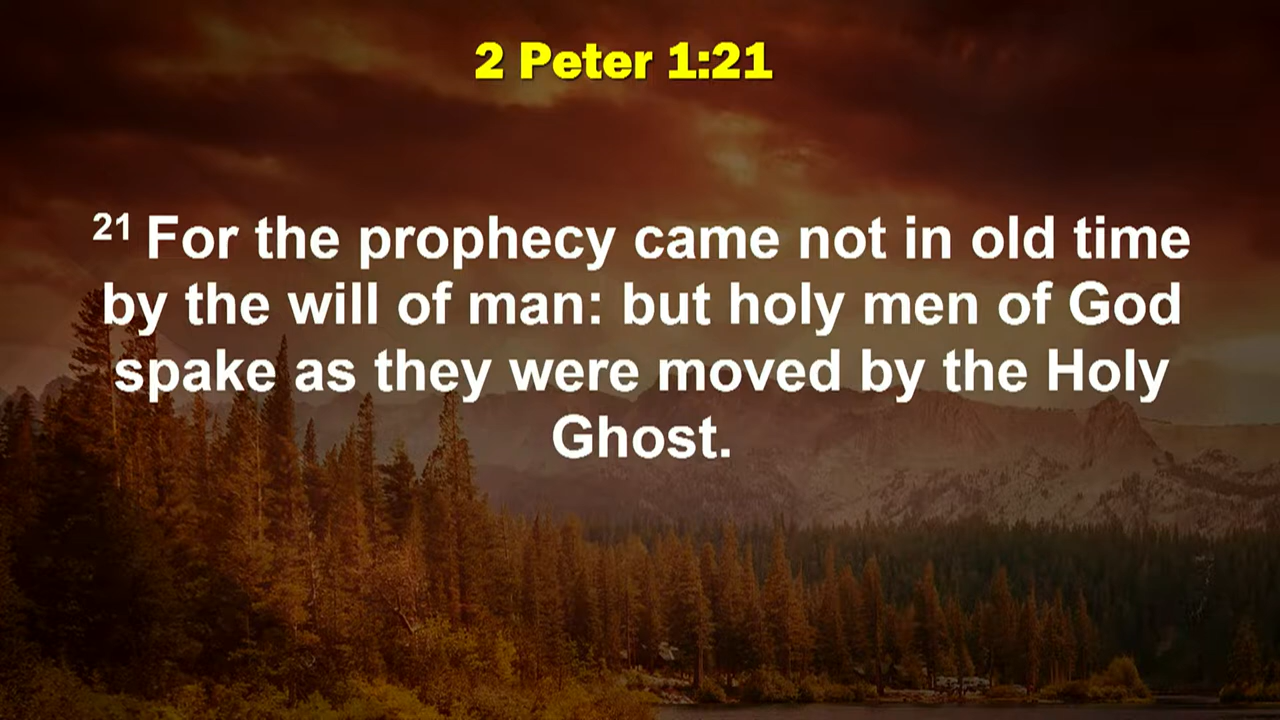 2 Peter 1:21
21 For the prophecy came not in old time
by the will of man: but holy men of God
spake as they were moved by the Holy
Ghost.